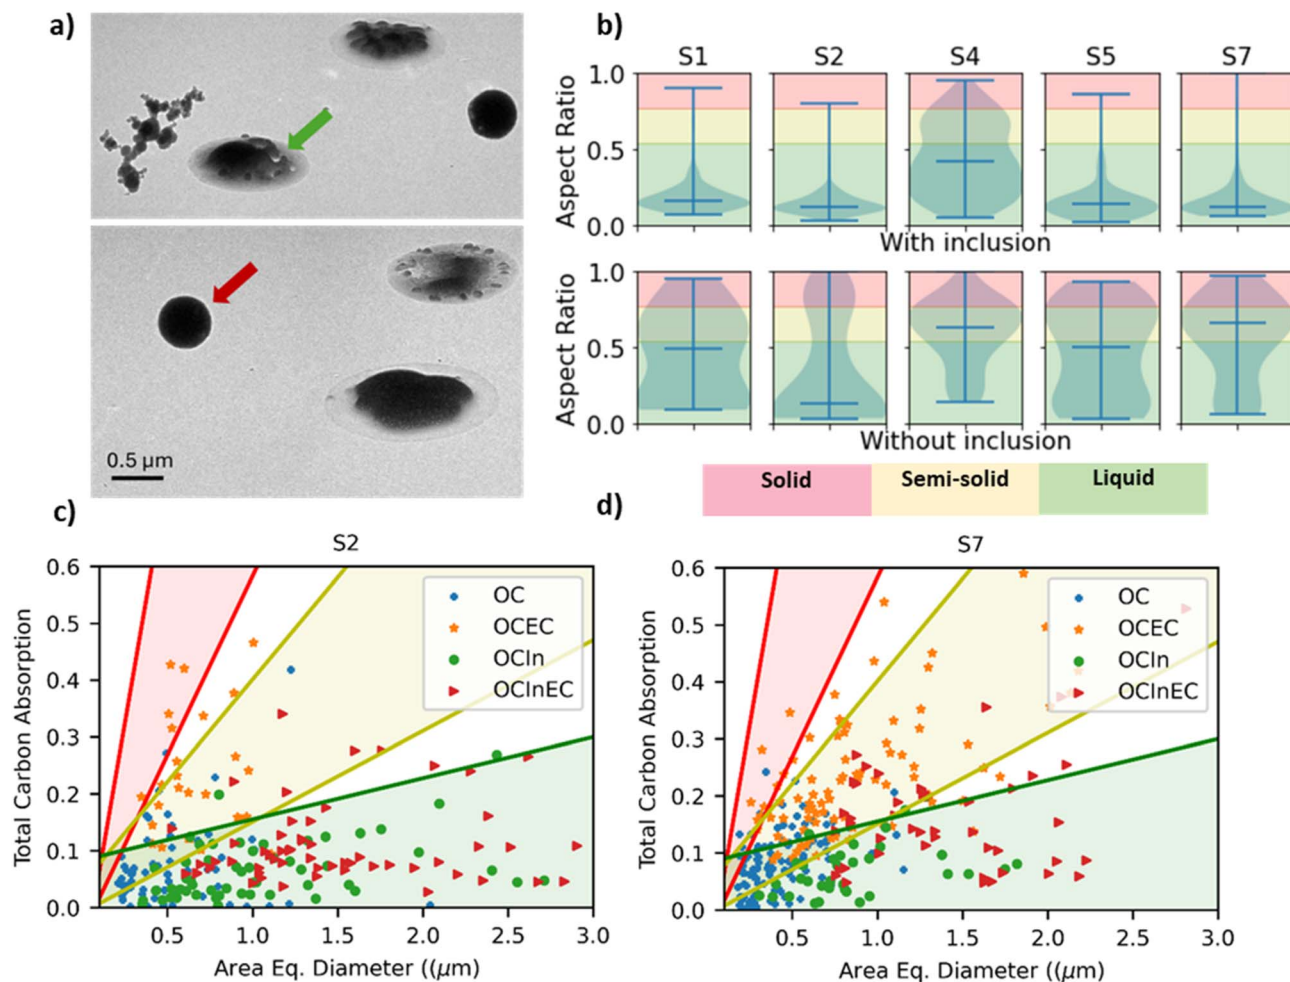 a)
0.5 µm
b)
S1 S2 S4 S5 S7
Aspect Ratio
1.0
0.5
0.0
With inclusion
Aspect Ratio
1.0
0.5
0.0
Without inclusion
Solid Semi-solid Liquid
c)
S2
Total Carbon Absorption
0.6
0.5
0.4
0.3
0.2
0.1
0.0
OC
OCEC
OCIn
OCInEC
0.5 1.0 1.5 2.0 2.5 3.0
Area Eq. Diameter ((µm)
d)
S7
Total Carbon Absorption
0.6
0.5
0.4
0.3
0.2
0.1
0.0
OC
OCEC
OCIn
OCInEC
0.5 1.0 1.5 2.0 2.5 3.0
Area Eq. Diameter ((µm)